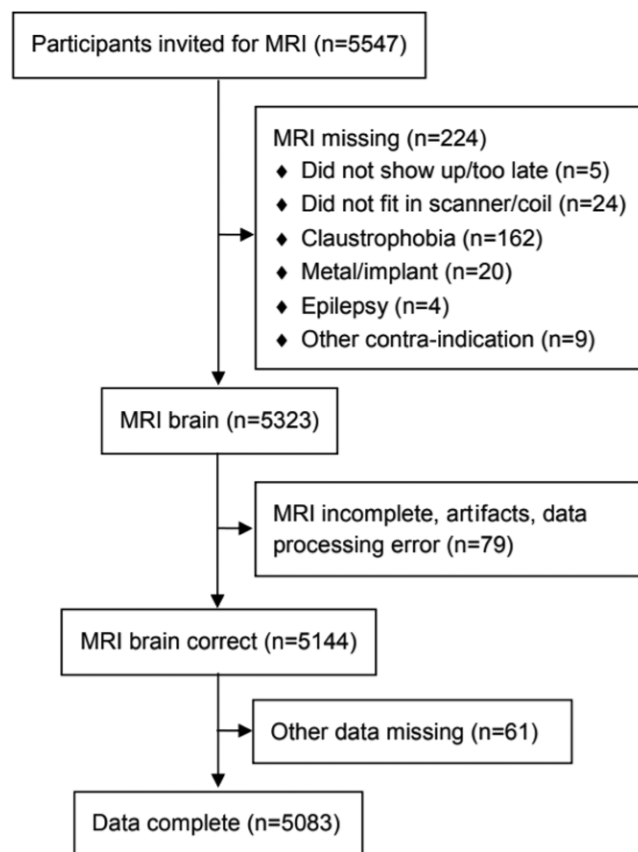 Participants invited for MRI (n=5547)
MRI missing (n=224)
♦ Did not show up/too late (n=5)
♦ Did not fit in scanner/coil (n=24)
♦ Claustrophobia (n=162)
♦ Metal/implant (n=20)
♦ Epilepsy (n=4)
♦ Other contra-indication (n=9)
MRI brain (n=5323)
MRI incomplete, artifacts, data
processing error (n=79)
MRI brain correct (n=5144)
Other data missing (n=61)
Data complete (n=5083)